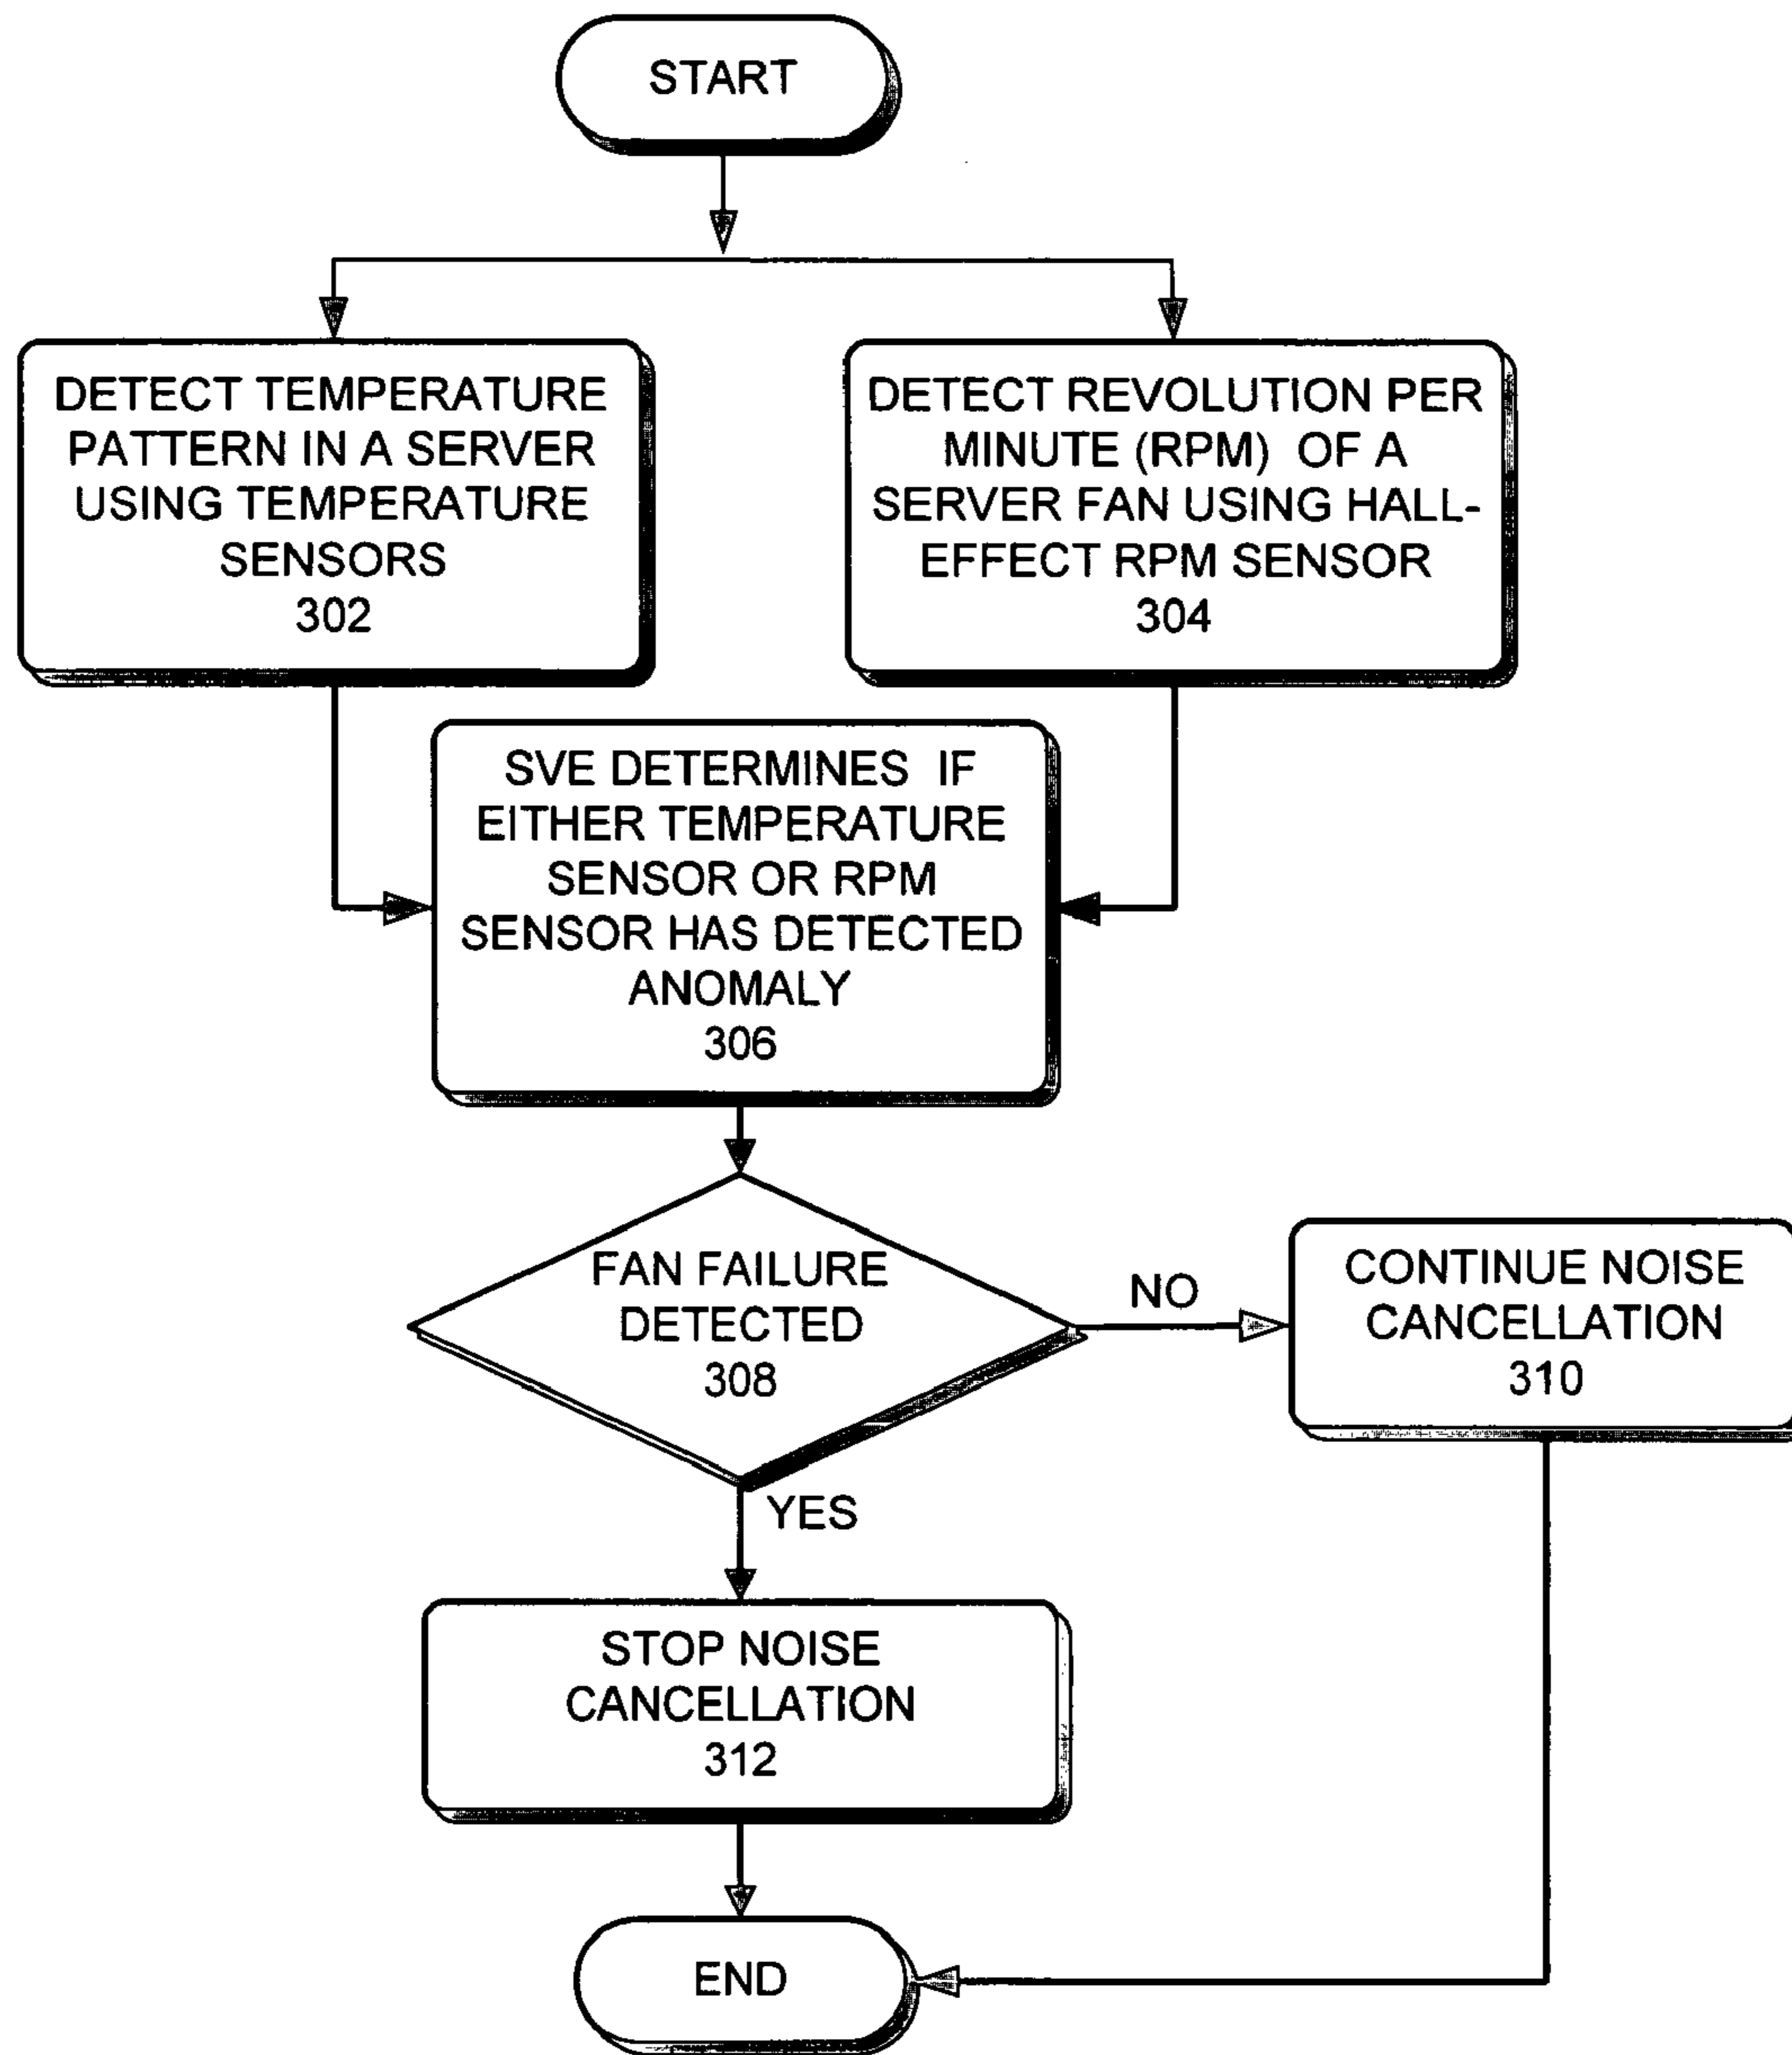 START
DETECT TEMPERATURE
PATTERN IN A SERVER
USING TEMPERATURE
SENSORS
302
DETECT REVOLUTION PER
MINUTE (RPM) OF A
SERVER FAN USING HALL-
EFFECT RPM SENSOR
304
SVE DETERMINES IF
EITHER TEMPERATURE
SENSOR OR RPM
SENSOR HAS DETECTED
ANOMALY
306
FAN FAILURE
DETECTED
308
NO
CONTINUE NOISE
CANCELLATION
310
YES
STOP NOISE
CANCELLATION
312
END